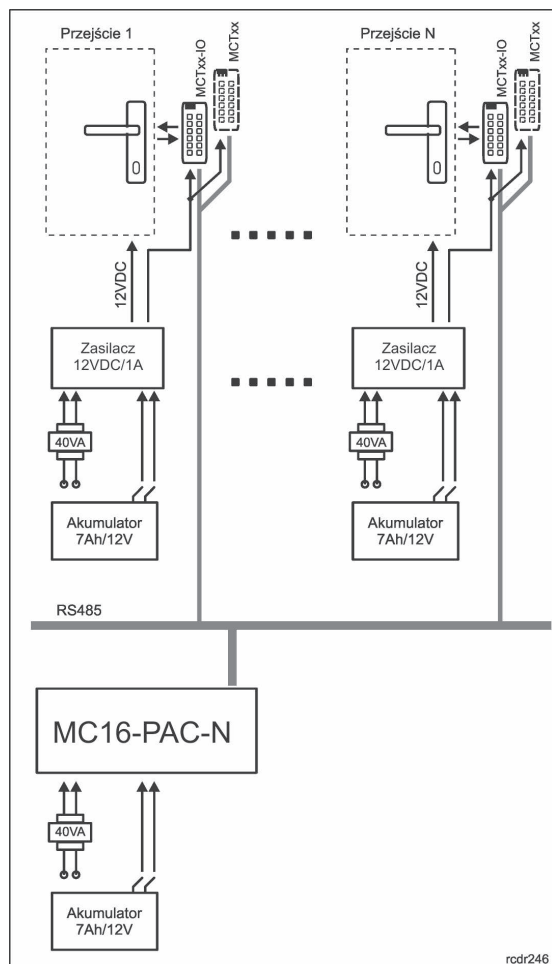 Przejście 1
MCTxx-IO
MCTxx
12VDC
Zasilacz
12VDC/1A
40VA
Akumulator
7Ah/12V
Przejście N
MCTxx-IO
MCTxx
12VDC
Zasilacz
12VDC/1A
40VA
Akumulator
7Ah/12V
RS485
MC16-PAC-N
40VA
Akumulator
7Ah/12V
rcdr246